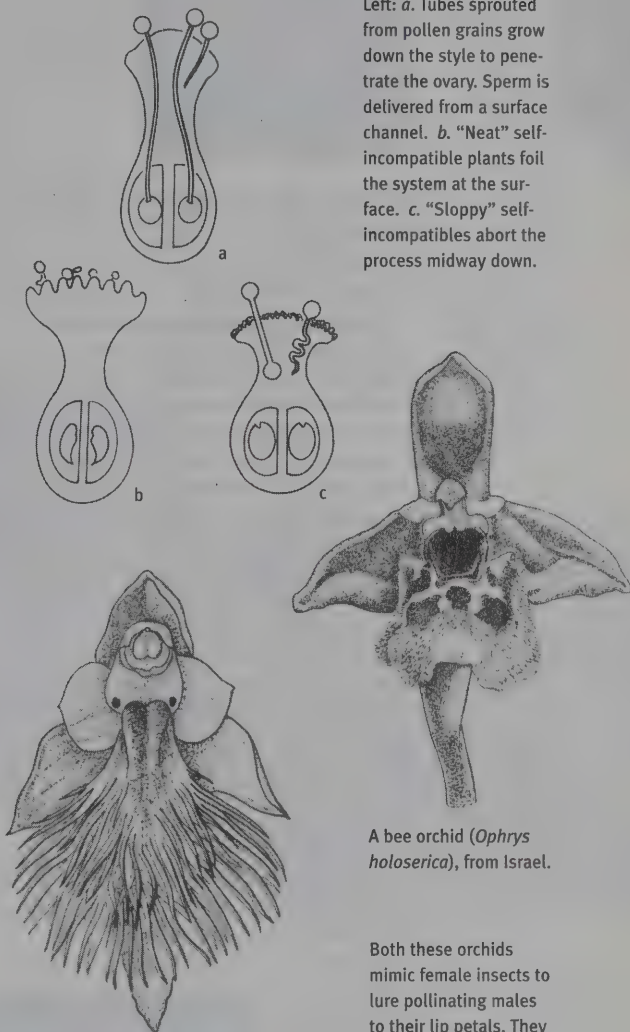 Left: a. Tubes sprouted
from pollen grains grow
down the style to pene-
trate the ovary. Sperm is
delivered from a surface
channel. b. “Neat” self-
incompatible plants foil
the system at the sur-
face. c. “Sloppy” self-
incompatibles abort the
process midway down.
a
b
c
A bee orchid (Ophrys
holoserica), from Israel.
Both these orchids
mimic female insects to
lure pollinating males
to their lip petals. They